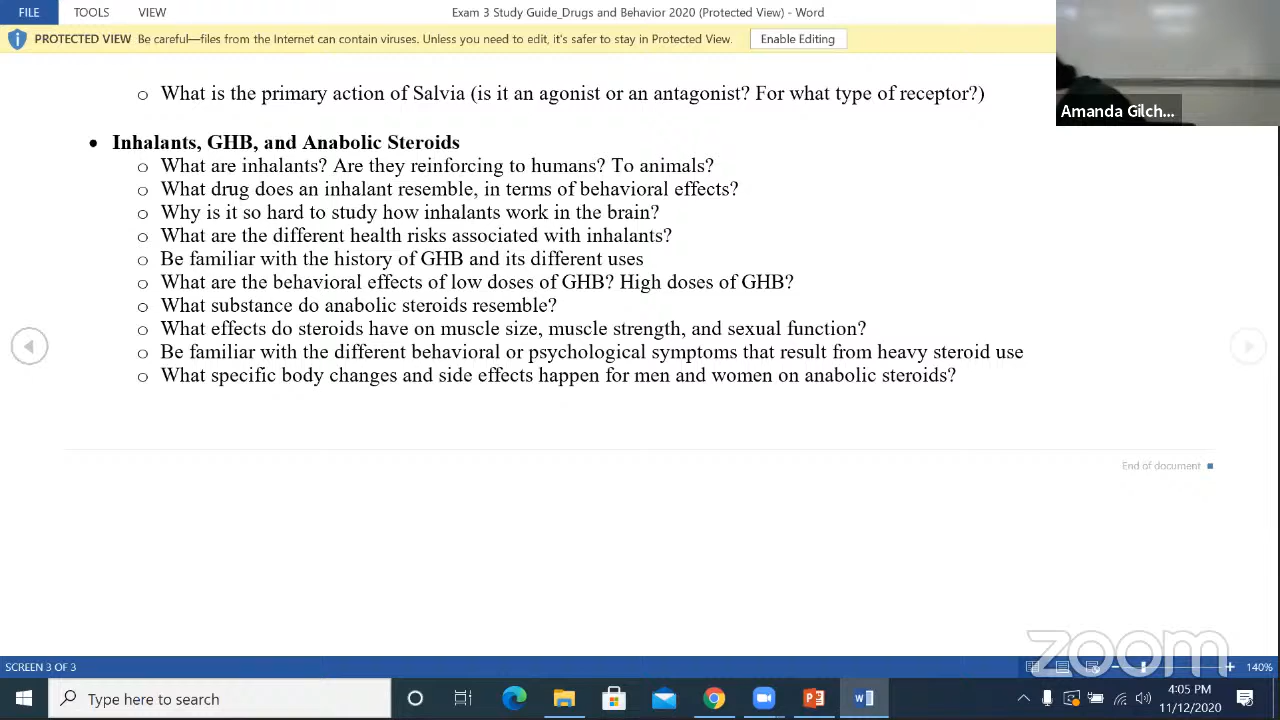 FILE TOOLS VIEW Exam 3 Study Guide_Drugs and Behavior 2020 (Protected View) - Word
PROTECTED VIEW Be careful—files from the Internet can contain viruses. Unless you need to edit, it's safer to stay in Protected View. Enable Editing
Amanda Gilch...
o What is the primary action of Salvia (is it an agonist or an antagonist? For what type of receptor?)
• Inhalants, GHB, and Anabolic Steroids
o What are inhalants? Are they reinforcing to humans? To animals?
o What drug does an inhalant resemble, in terms of behavioral effects?
o Why is it so hard to study how inhalants work in the brain?
o What are the different health risks associated with inhalants?
o Be familiar with the history of GHB and its different uses
o What are the behavioral effects of low doses of GHB? High doses of GHB?
o What substance do anabolic steroids resemble?
o What effects do steroids have on muscle size, muscle strength, and sexual function?
o Be familiar with the different behavioral or psychological symptoms that result from heavy steroid use
o What specific body changes and side effects happen for men and women on anabolic steroids?
End of document
zoom
SCREEN 3 OF 3 140%
Type here to search 4:05 PM
11/12/2020